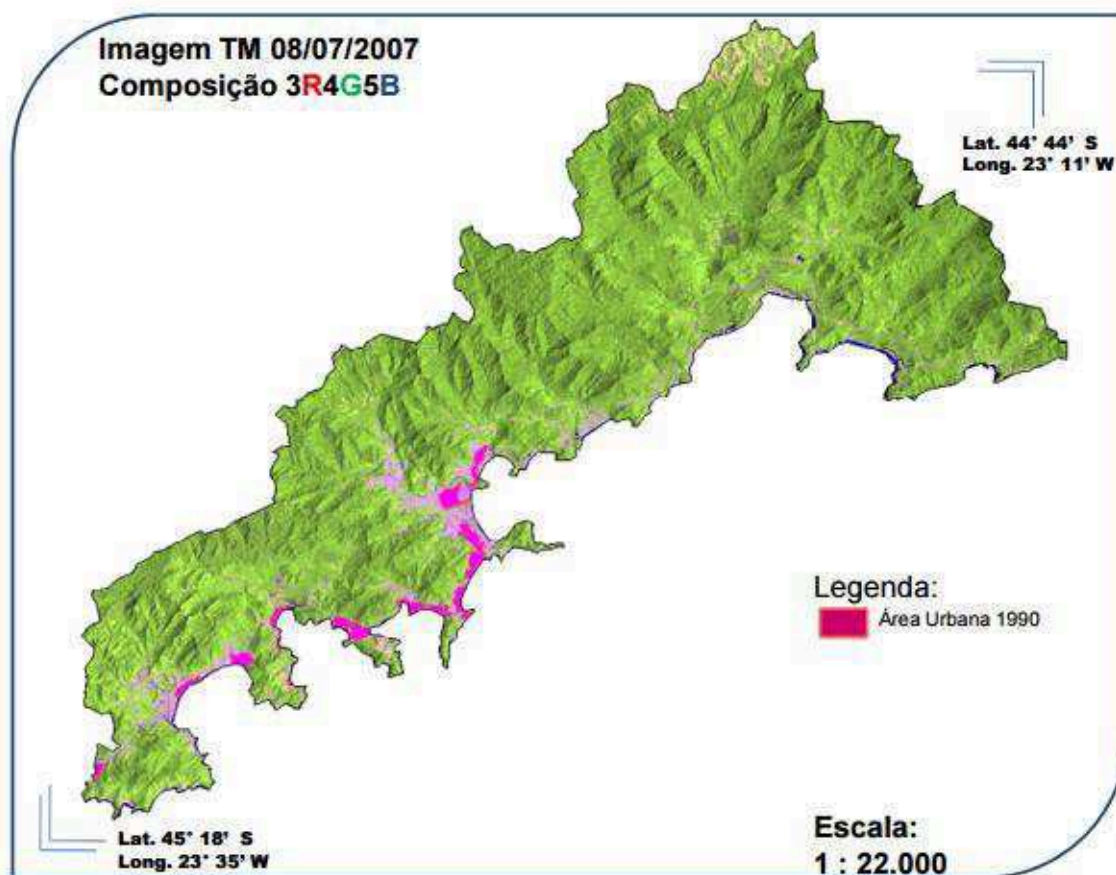 Imagem TM 08/07/2007
Composição 3R4G5B
Lat. 44° 44' S
Long. 23° 11' W
Legenda:
Área Urbana 1990
Lat. 45° 18' S
Long. 23° 35' W
Escala:
1 : 22.000